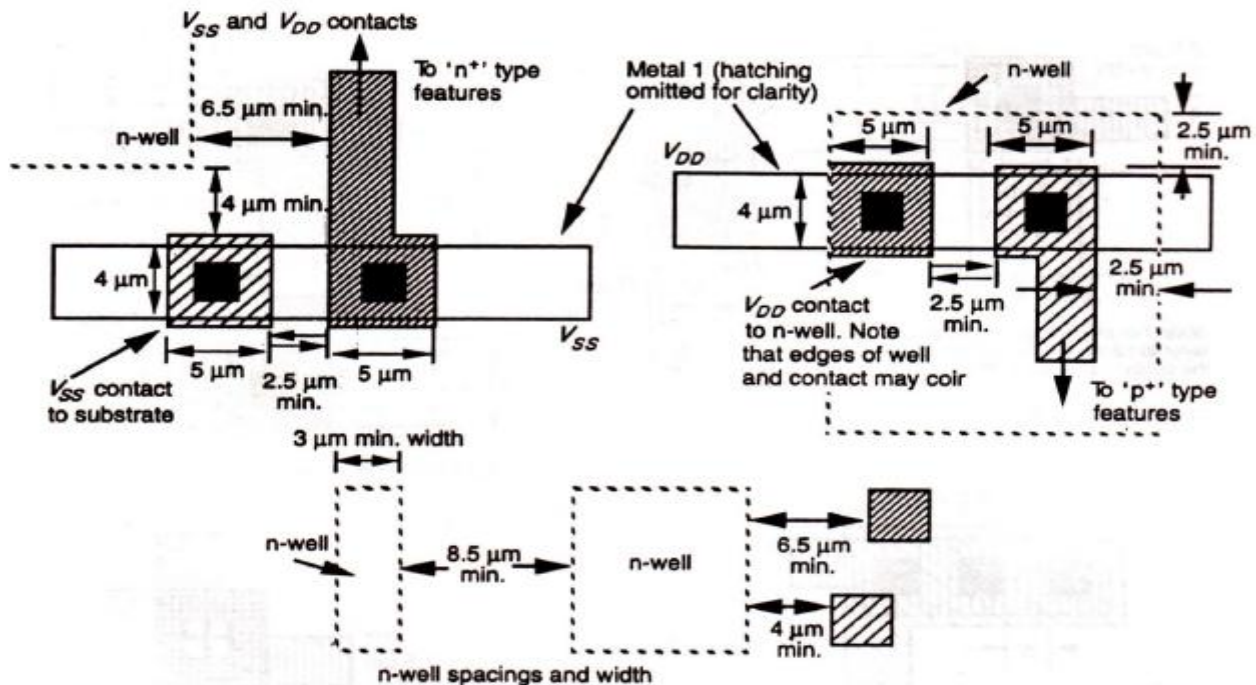 V_SS and V_DD contacts
To 'n+' type
features
6.5 µm min.
n-well
4 µm min.
4 µm
V_SS
5 µm
2.5 µm
min.
5 µm
V_SS contact
to substrate
Metal 1 (hatching
omitted for clarity)
n-well
5 µm
5 µm
2.5 µm
min.
V_DD
4 µm
2.5 µm
min.
2.5 µm
min.
V_DD contact
to n-well. Note
that edges of well
and contact may coir
To 'p+' type
features
3 µm min. width
n-well
8.5 µm
min.
n-well
6.5 µm
min.
4 µm
min.
n-well spacings and width